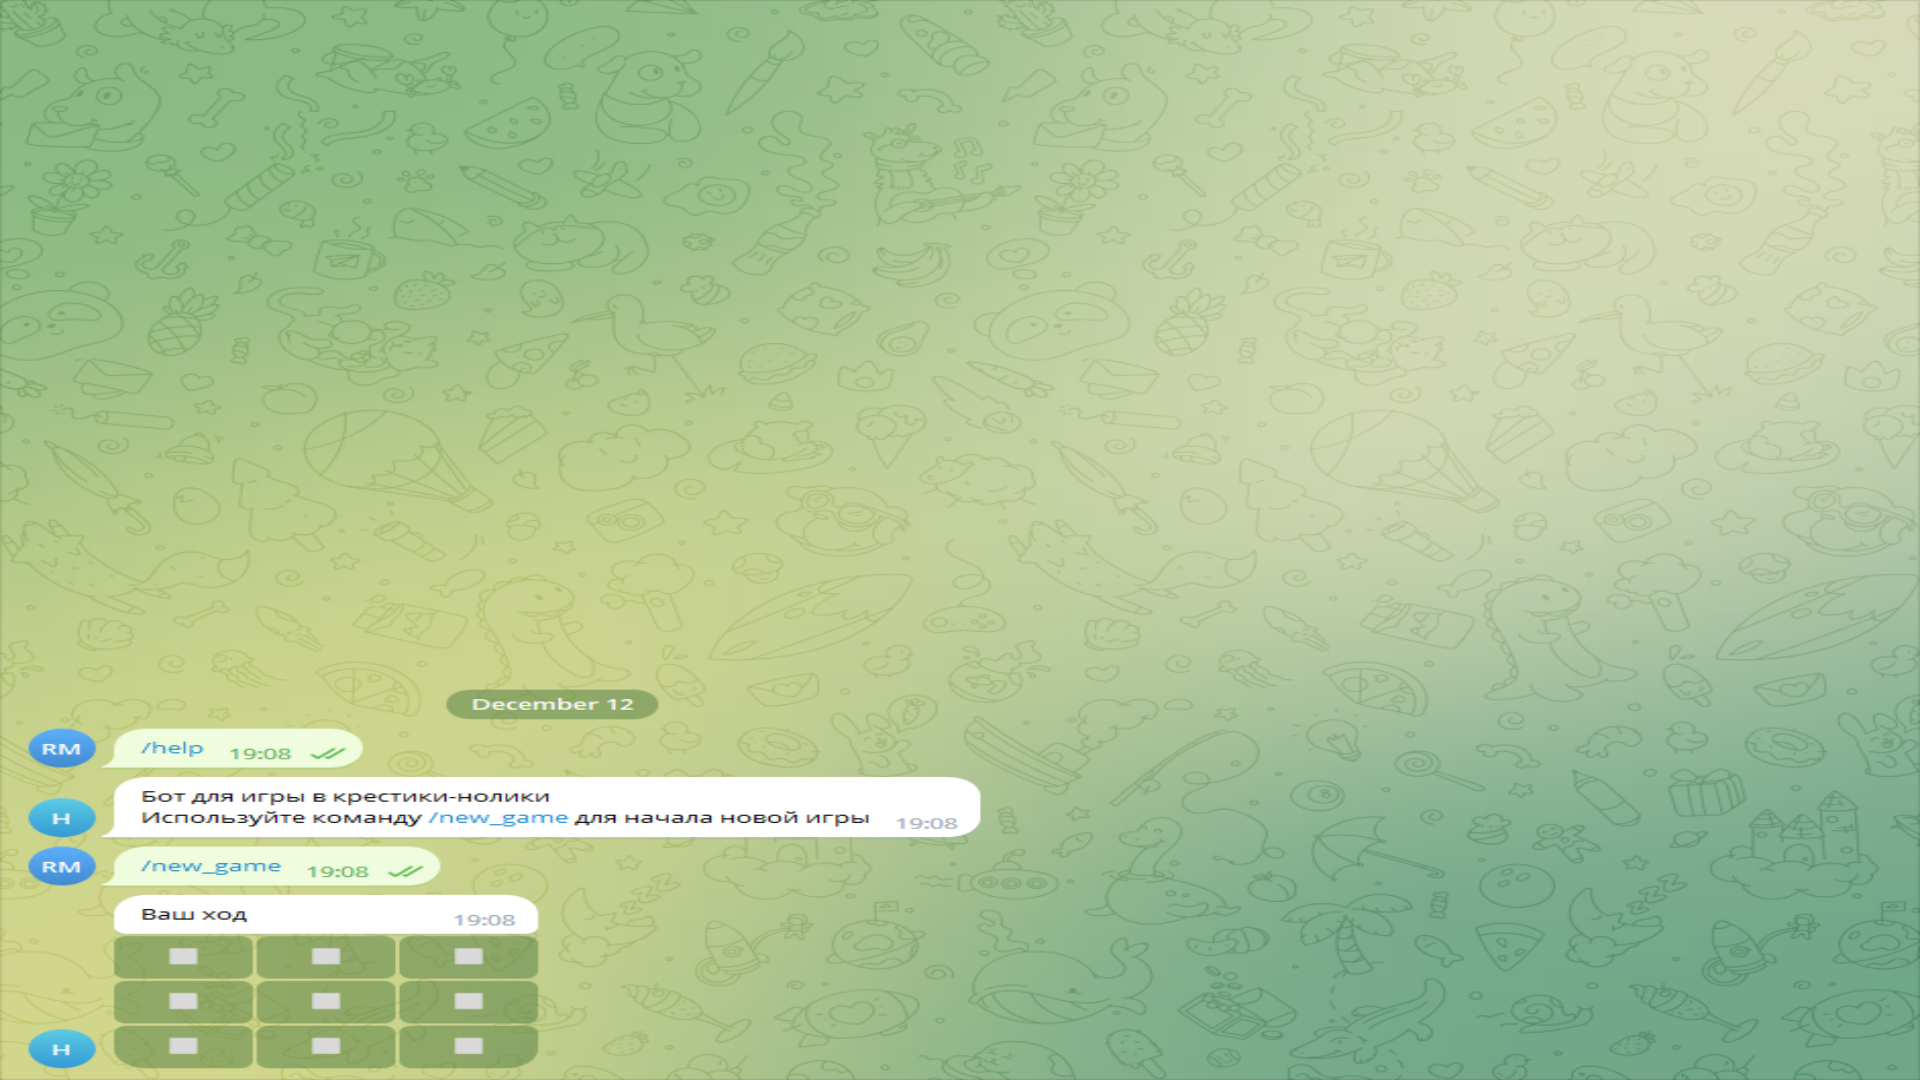 December 12
RM
/help 19:08
Бот для игры в крестики-нолики
Используйте команду /new_game для начала новой игры 19:08
H
RM
/new_game 19:08
Ваш ход 19:08
H